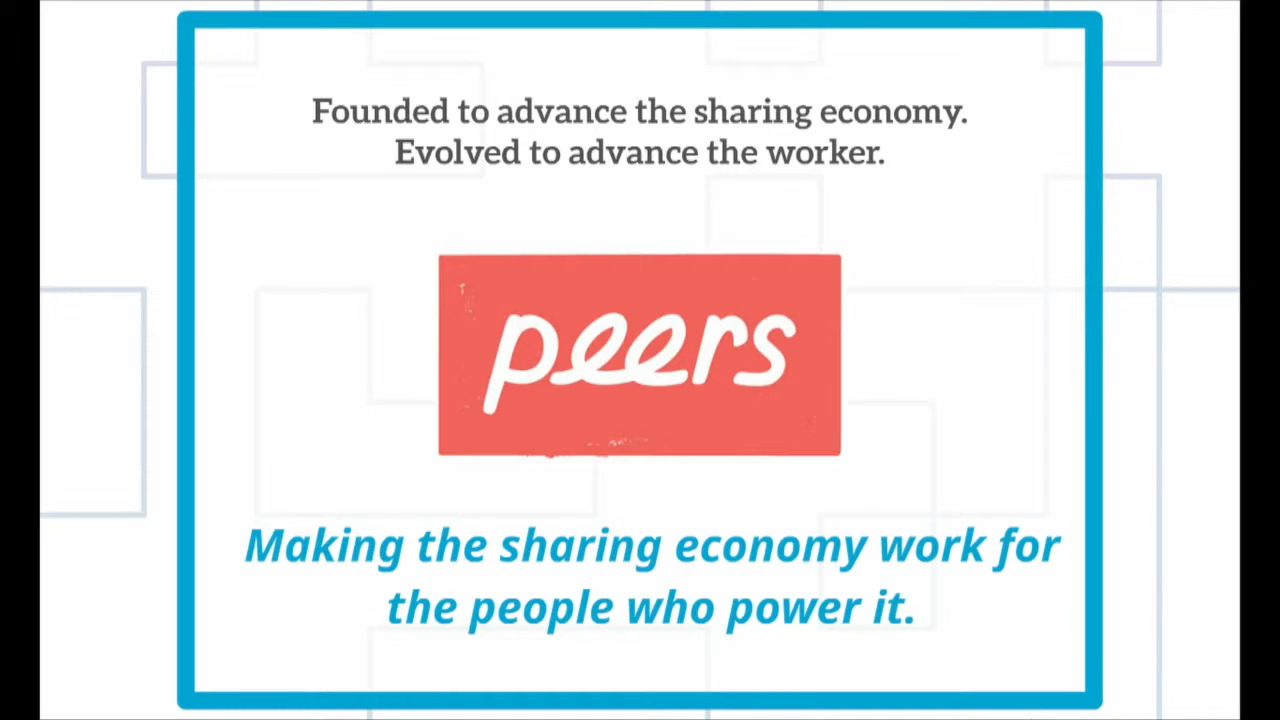 Founded to advance the sharing economy.
Evolved to advance the worker.
peers
Making the sharing economy work for
the people who power it.